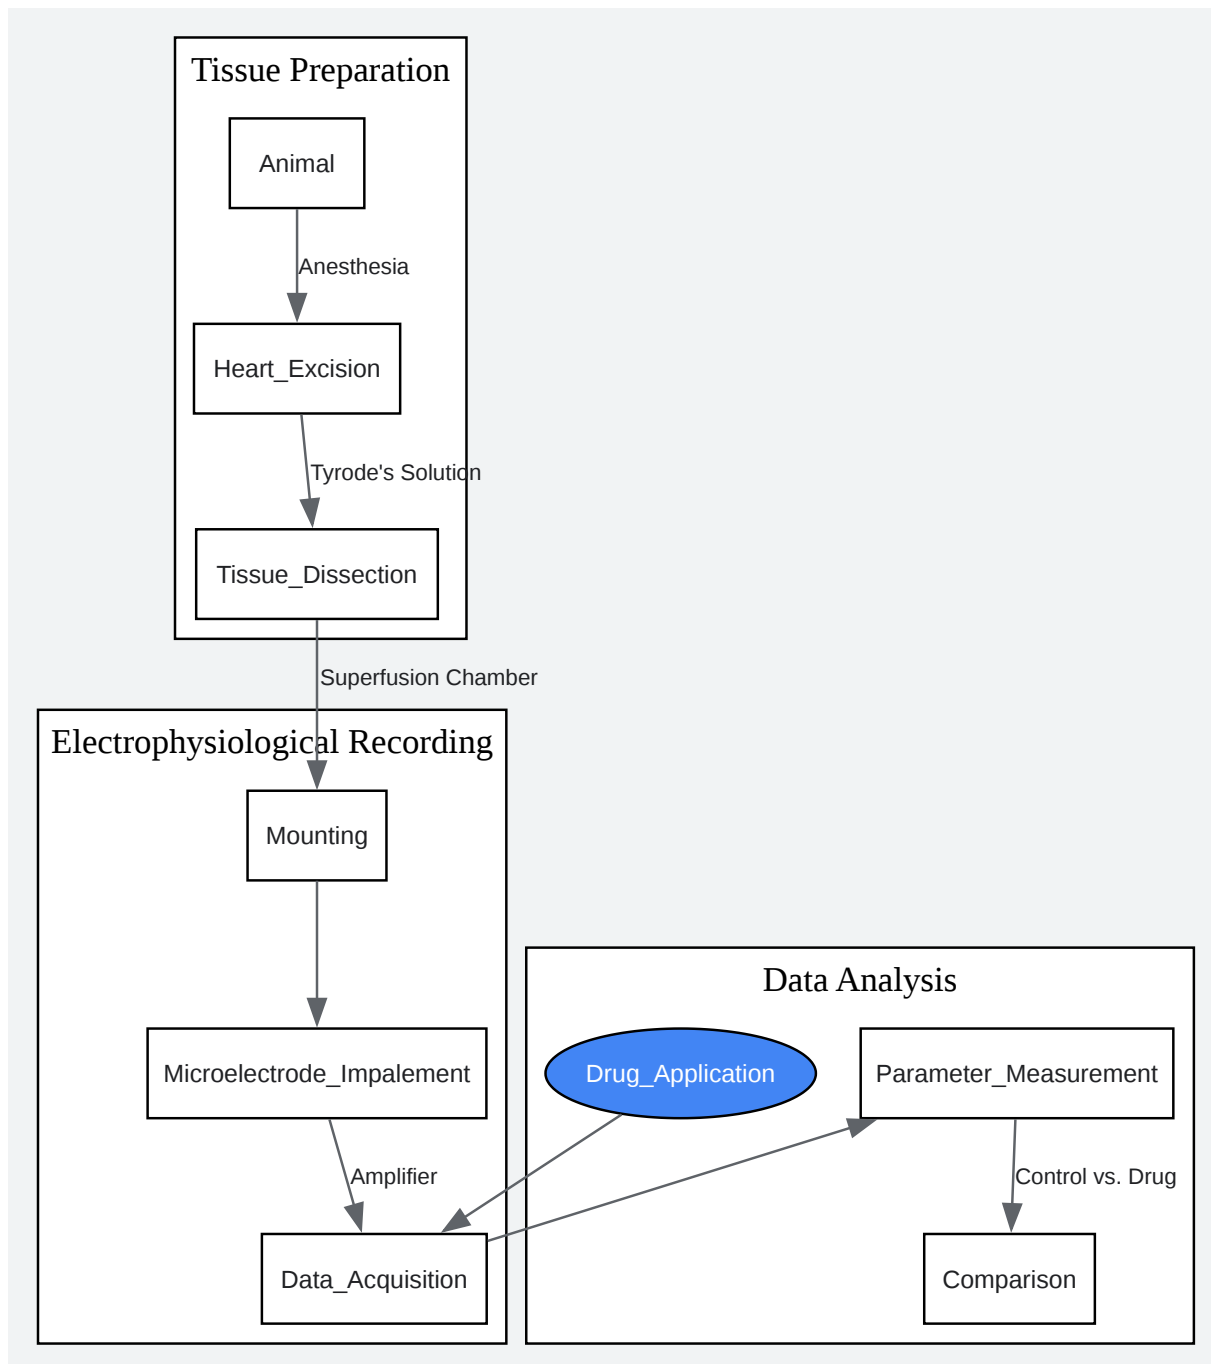 Tissue Preparation
Animal
Anesthesia
Heart_Excision
Tyrode's Solution
Tissue_Dissection
Superfusion Chamber
Electrophysiological Recording
Mounting
Data Analysis
Microelectrode_Impalement
Drug_Application
Parameter_Measurement
Amplifier
Control vs. Drug
Data_Acquisition
Comparison